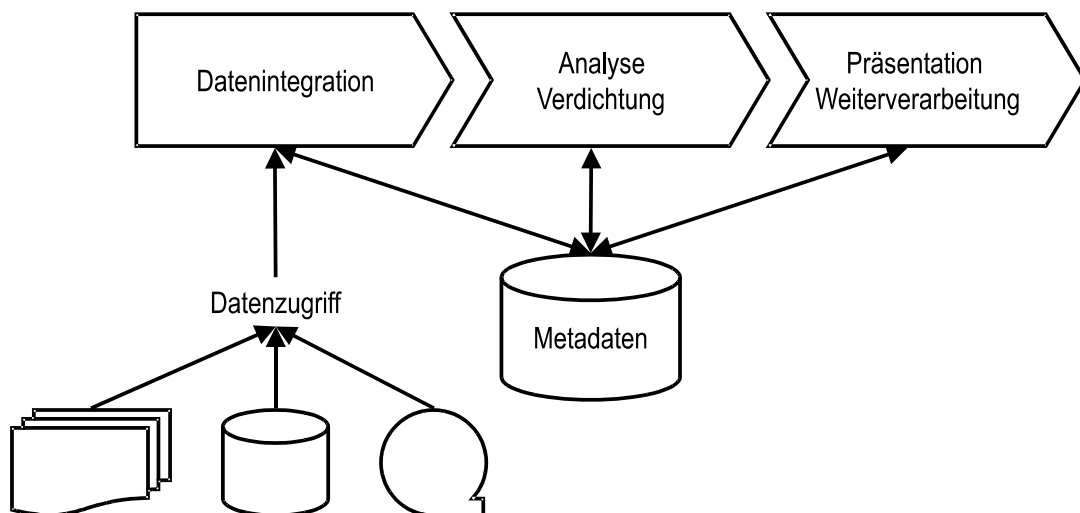 Datenintegration
Analyse
Verdichtung
Präsentation
Weiterverarbeitung
Datenzugriff
Metadaten